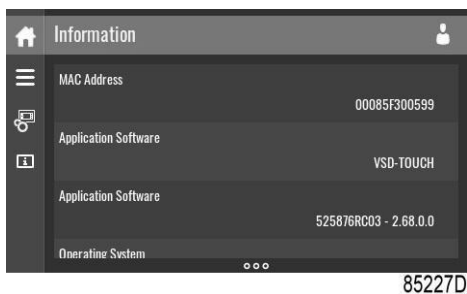 Information
MAC Address
00085F300599
Application Software
VSD-TOUCH
Application Software
525876RC03 - 2.68.0.0
Operating System
85227D